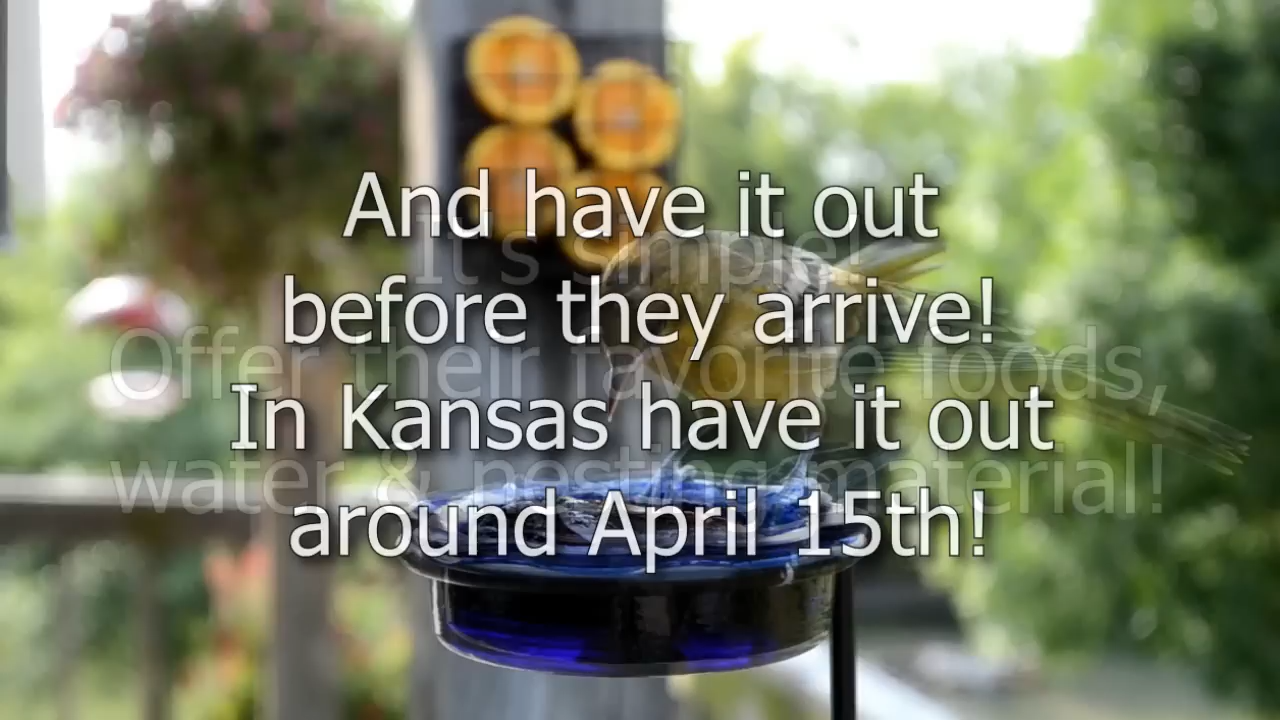 And have it out
before they arrive!
In Kansas have it out
around April 15th!
It's simple!
Offer their favorite foods,
water & nesting material!